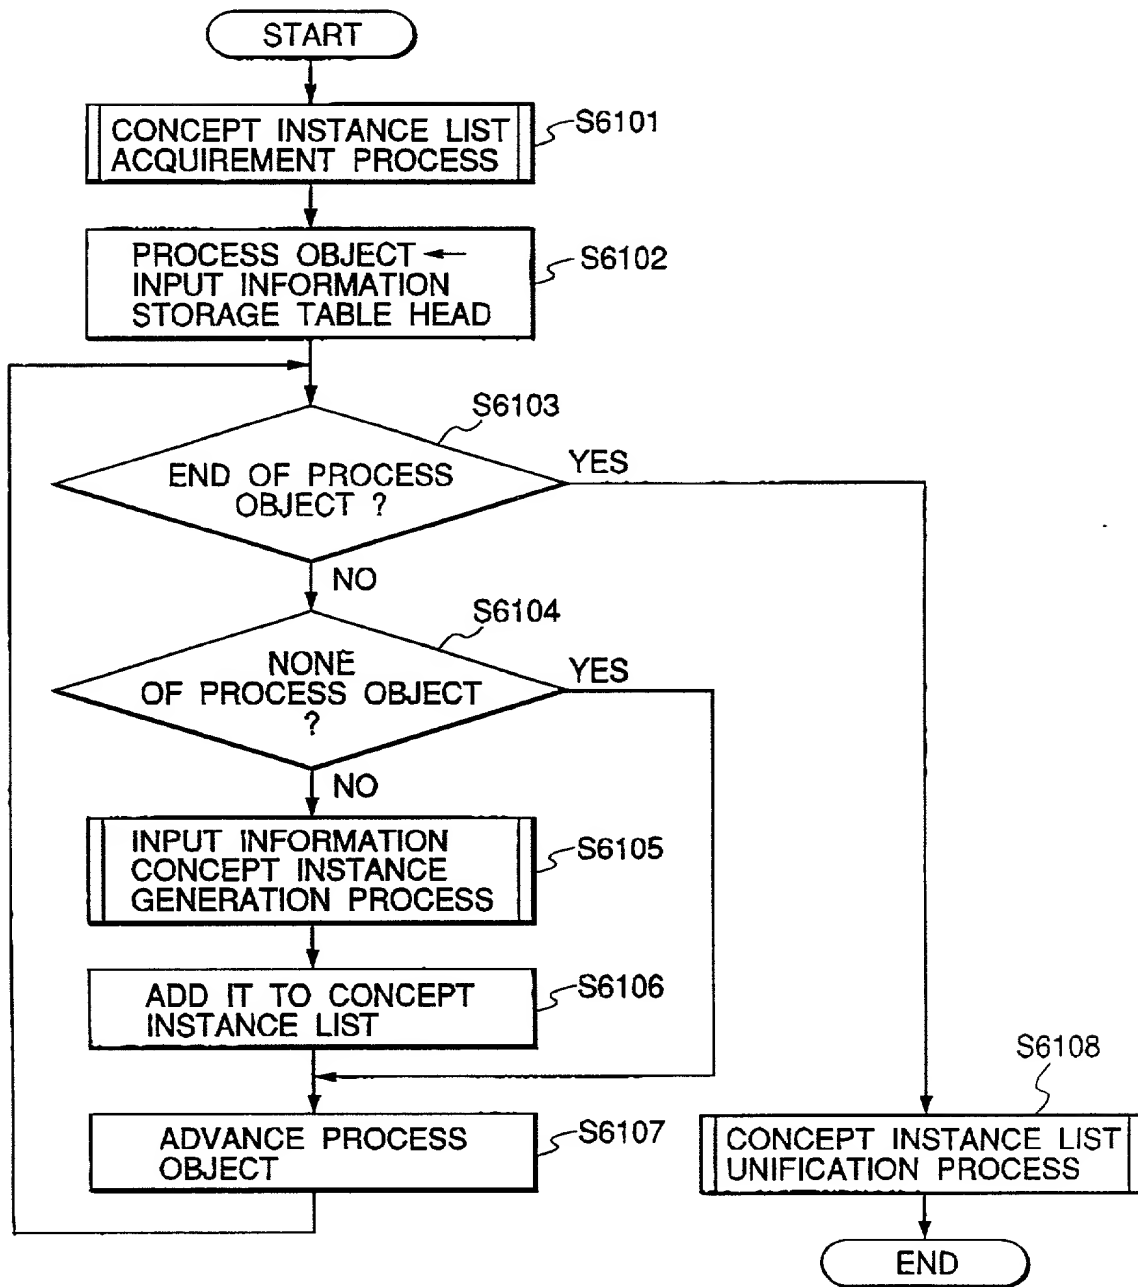 START
CONCEPT INSTANCE LIST
ACQUIREMENT PROCESS
S6101
PROCESS OBJECT ←
INPUT INFORMATION
STORAGE TABLE HEAD
S6102
S6103
END OF PROCESS
OBJECT ?
YES
NO
S6104
NONE
OF PROCESS OBJECT
?
YES
NO
INPUT INFORMATION
CONCEPT INSTANCE
GENERATION PROCESS
S6105
ADD IT TO CONCEPT
INSTANCE LIST
S6106
ADVANCE PROCESS
OBJECT
S6107
S6108
CONCEPT INSTANCE LIST
UNIFICATION PROCESS
END